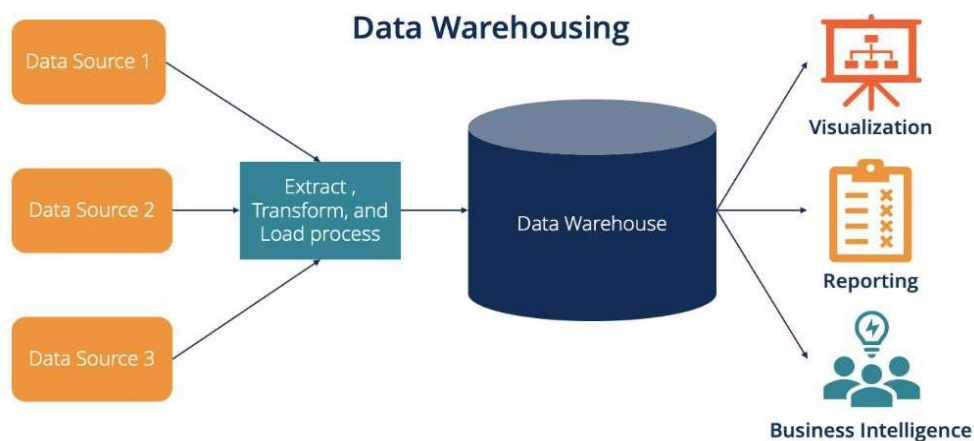 Data Warehousing
Data Source 1
Data Source 2
Data Source 3
Extract ,
Transform, and
Load process
Data Warehouse
Visualization
Reporting
Business Intelligence